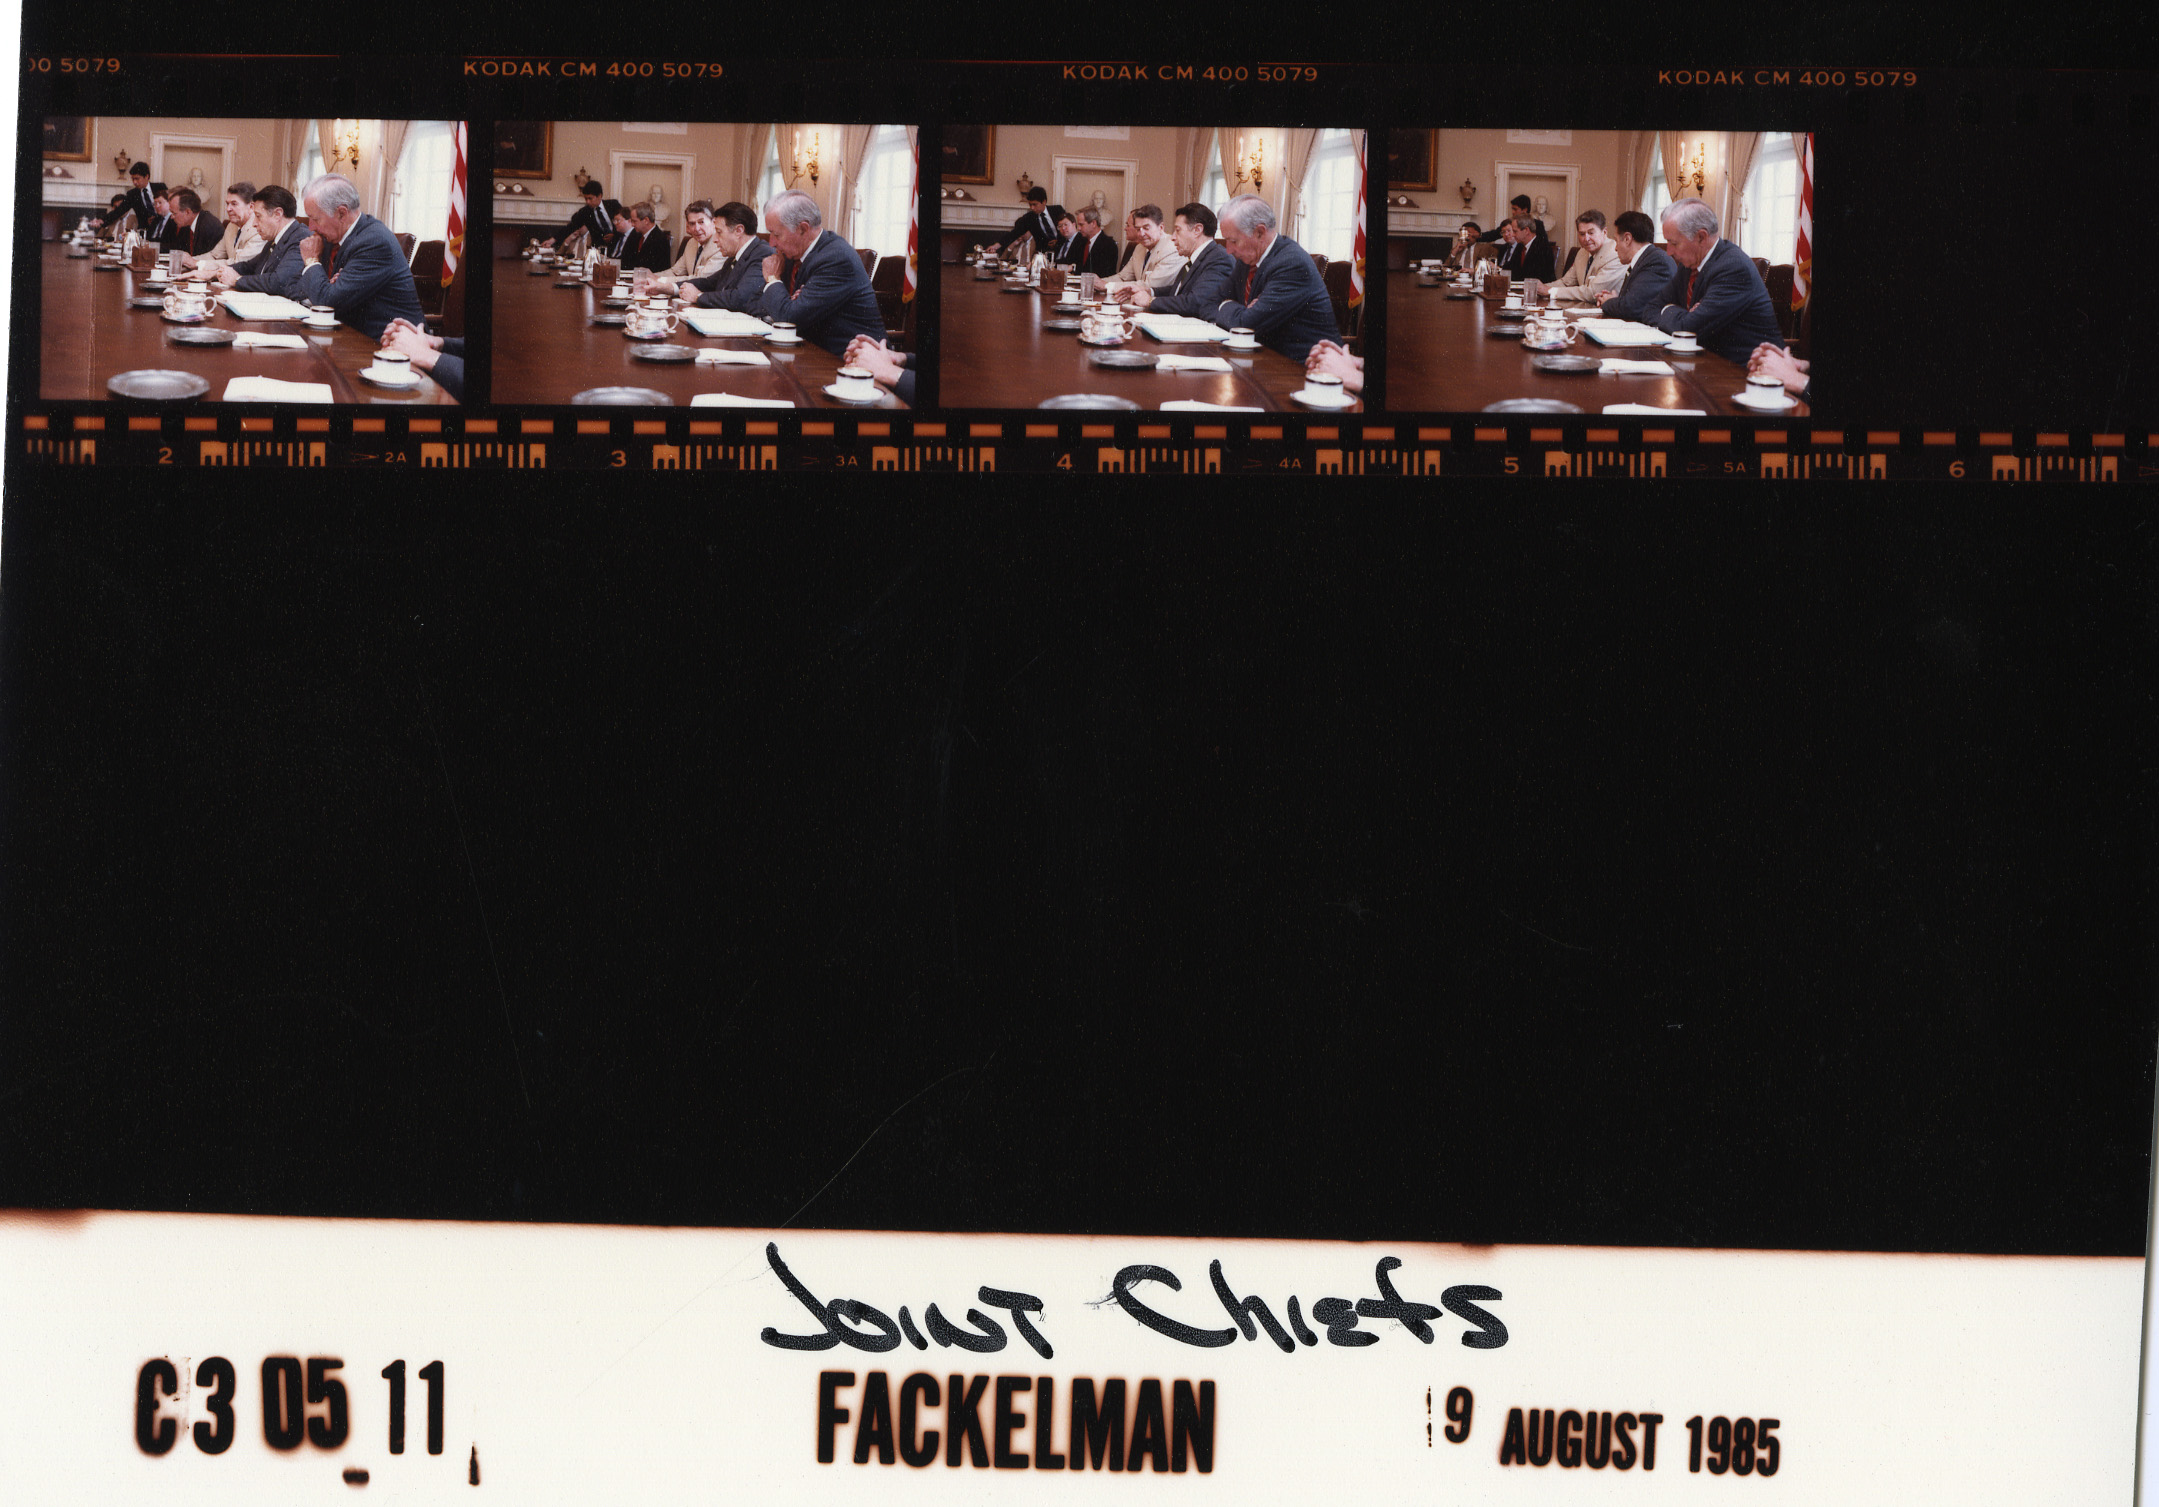 00 5079 KODAK CM 400 5079 KODAK CM 400 5079 KODAK CM 400 5079
2 2A 3 3A 4 4A 5 5A 6
Joint Chiefs
C3 05 11 FACKELMAN 9 AUGUST 1985